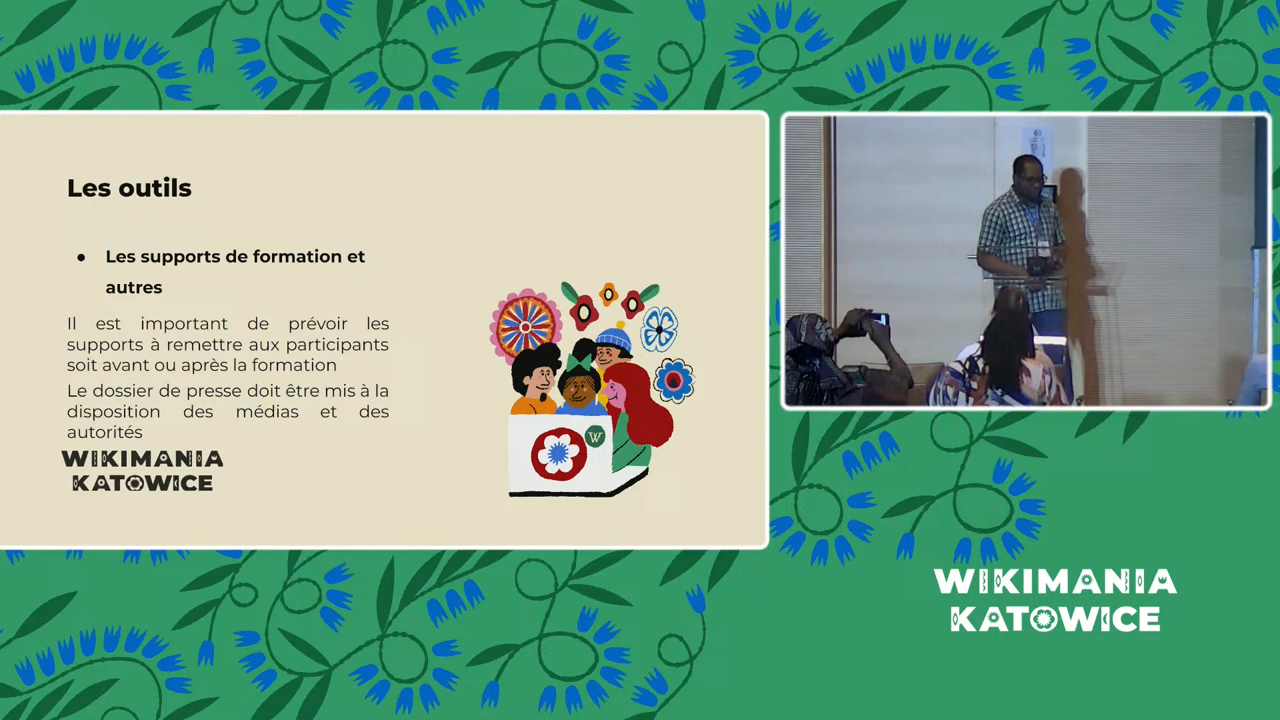 Les outils
● Les supports de formation et
autres
Il est important de prévoir les
supports à remettre aux participants
soit avant ou après la formation
Le dossier de presse doit être mis à la
disposition des médias et des
autorités
WIKIMANIA
KATOWICE
W
WIKIMANIA
KATOWICE